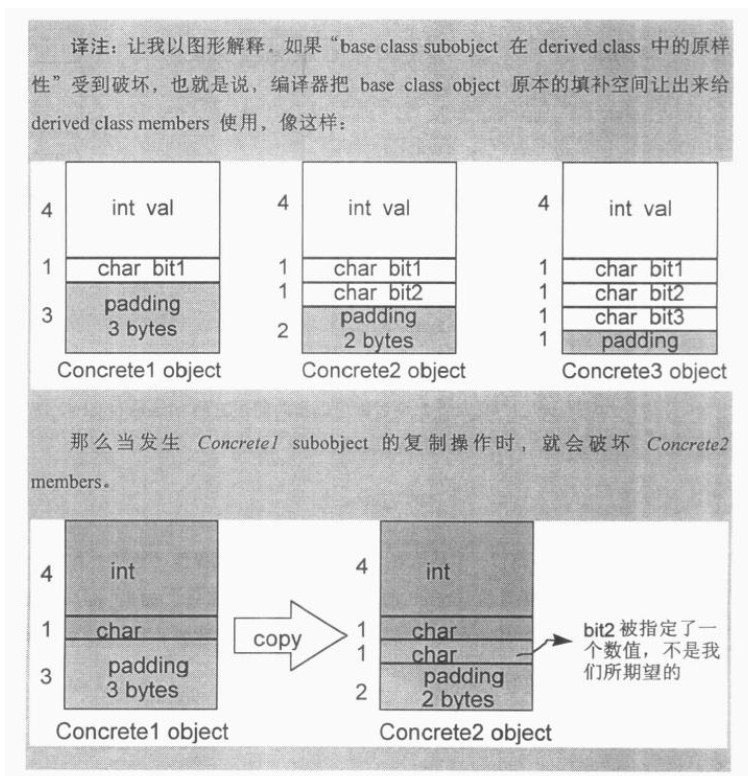 译注：让我以图形解释。如果“base class subobject 在 derived class 中的原样
性”受到破坏，也就是说，编译器把 base class object 原本的填补空间让出来给
derived class members 使用，像这样：
4 int val 4 int val 4 int val
1 char bit1 1 char bit1 1 char bit1
3 padding 3 bytes 1 char bit2 1 char bit2
2 padding 2 bytes 1 char bit3
1 padding
Concrete1 object Concrete2 object Concrete3 object
那么当发生 Concrete1 subobject 的复制操作时，就会破坏 Concrete2
members。
4 int 4 int
1 char copy 1 char
3 padding 3 bytes 1 char
2 padding 2 bytes
bit2 被指定了一
个数值，不是我
们所期望的
Concrete1 object Concrete2 object